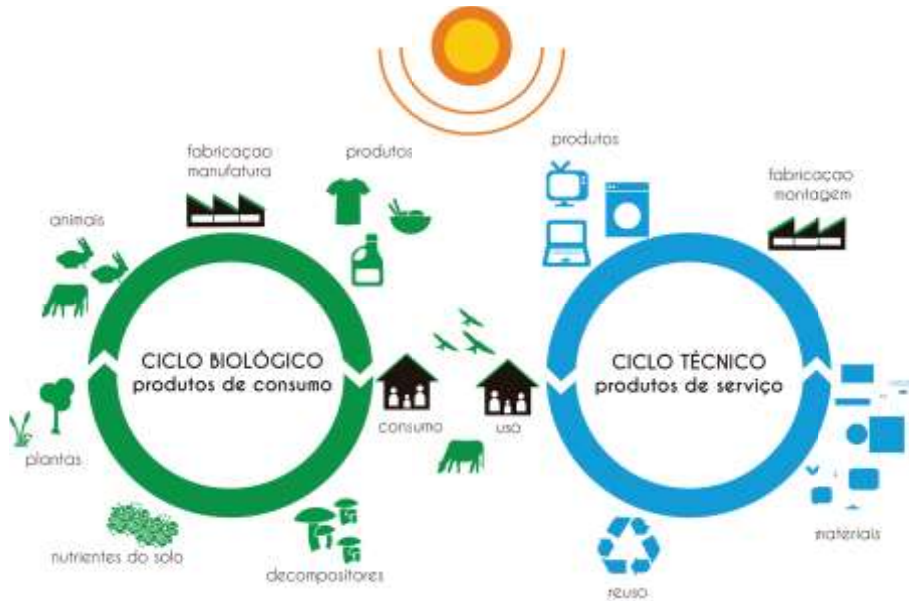 produtos
fabricaçao
manufatura
produtos
fabricaçao
montagem
animais
CICLO BIOLÓGICO
produtos de consumo
CICLO TÉCNICO
produtos de serviço
consumo
uso
plantas
nutrientes do solo
decompositores
materiais
reuso